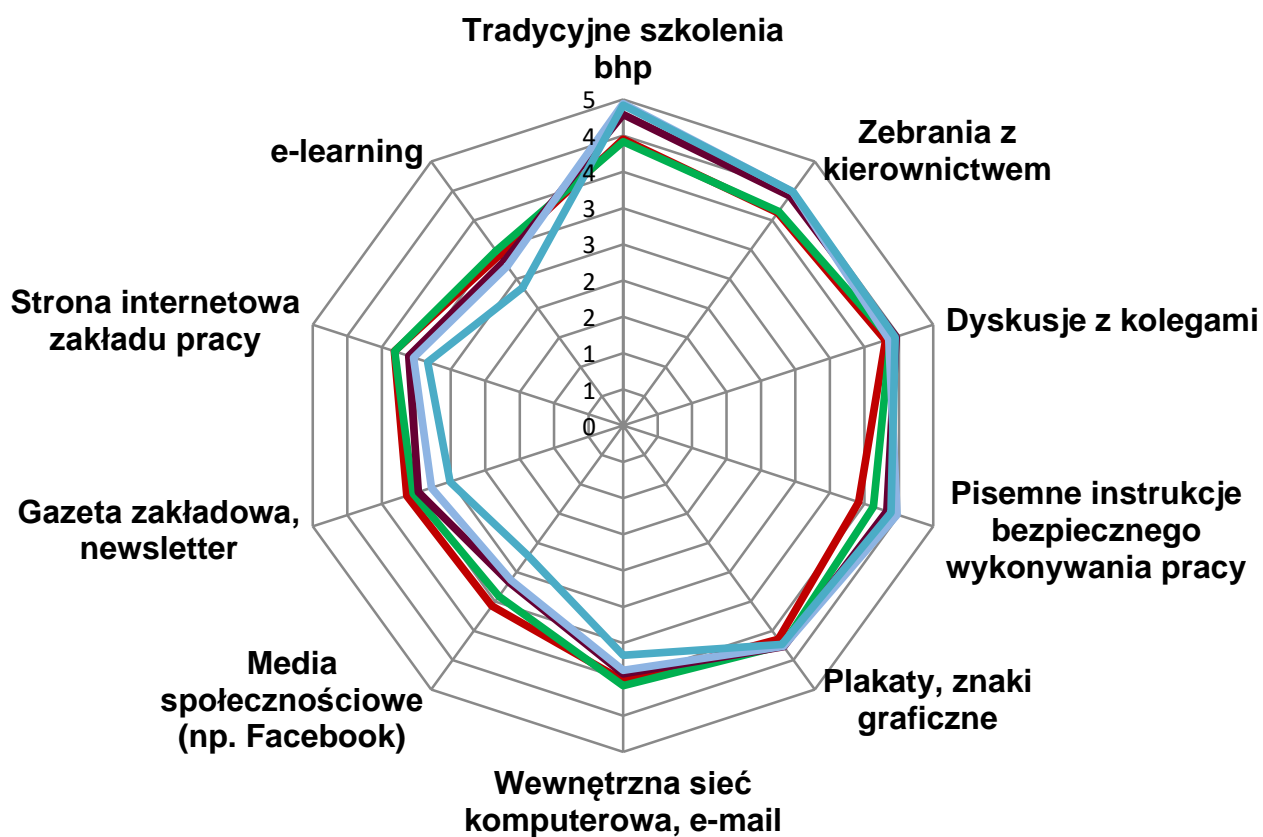 Tradycyjne szkolenia
bhp
Zebrania z
kierownictwem
Dyskusje z kolegami
Pisemne instrukcje
bezpiecznego
wykonywania pracy
Plakaty, znaki
graficzne
Wewnętrzna sieć
komputerowa, e-mail
Media
społecznościowe
(np. Facebook)
Gazeta zakładowa,
newsletter
Strona internetowa
zakładu pracy
e-learning
5
4
4
3
3
2
2
1
1
0